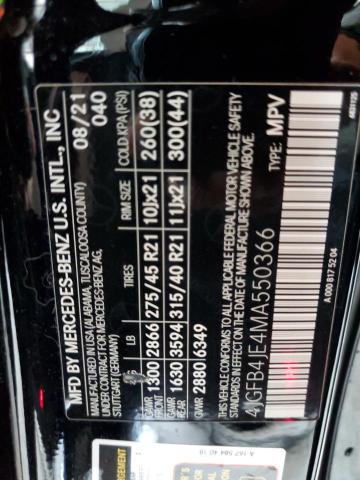 MFD BY MERCEDES-BENZ U.S. INTL., INC
MANUFACTURED IN USA (ALABAMA, TUSCALOOSA COUNTY)
UNDER CONTRACT FOR MERCEDES-BENZ AG,
STUTTGART (GERMANY)
08/21
040
KG LB TIRES RIM SIZE COLD KPA (PSI)
GAWR FRONT 1300 2866 275/45 R21 10Jx21 260(38)
GAWR REAR 1630 3594 315/40 R21 11Jx21 300(44)
GVWR 2880 6349
THIS VEHICLE CONFORMS TO ALL APPLICABLE FEDERAL MOTOR VEHICLE SAFETY
STANDARDS IN EFFECT ON THE DATE OF MANUFACTURE SHOWN ABOVE.
4JGFB4JE4MA550366 TYPE: MPV
A 000 817 52 04
A 167 584 40 18